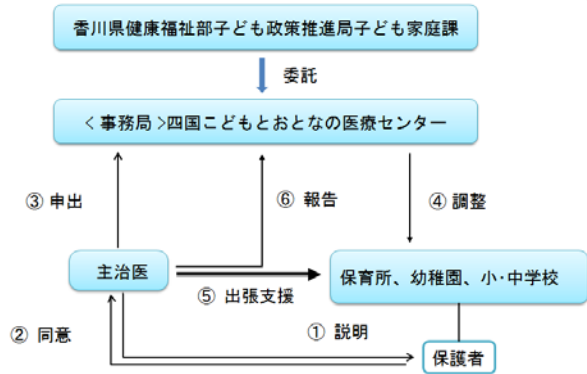 香川県健康福祉部子ども政策推進局子ども家庭課
委託
<事務局>四国こどもとおとなの医療センター
③ 申出
⑥ 報告
④ 調整
主治医
⑤ 出張支援
保育所、幼稚園、小・中学校
② 同意
① 説明
保護者